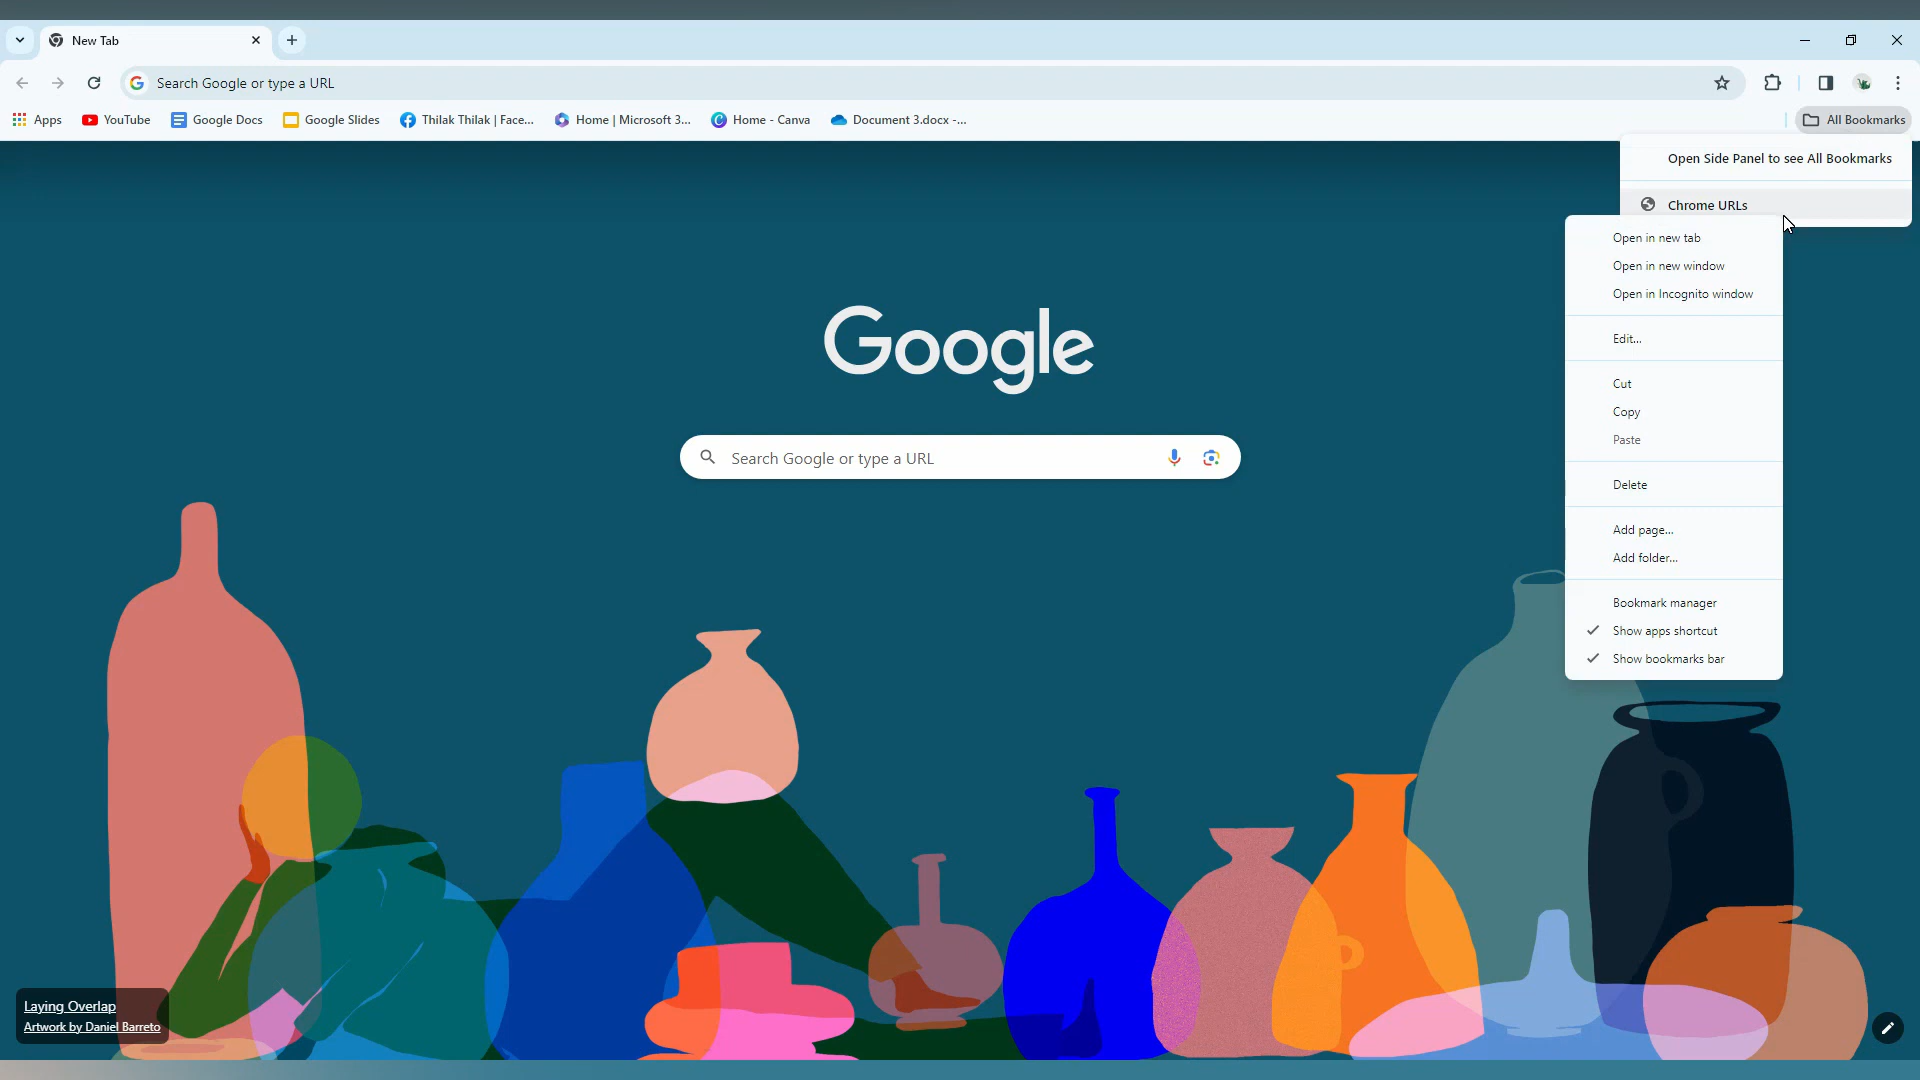 New Tab
Search Google or type a URL
Apps YouTube Google Docs Google Slides Thilak Thilak | Face... Home | Microsoft 3... Home - Canva Document 3.docx -... All Bookmarks
Open Side Panel to see All Bookmarks
Chrome URLs
Open in new tab
Open in new window
Open in Incognito window
Edit...
Cut
Copy
Paste
Delete
Add page...
Add folder...
Bookmark manager
Show apps shortcut
Show bookmarks bar
Google
Search Google or type a URL
Laying Overlap
Artwork by Daniel Barreto